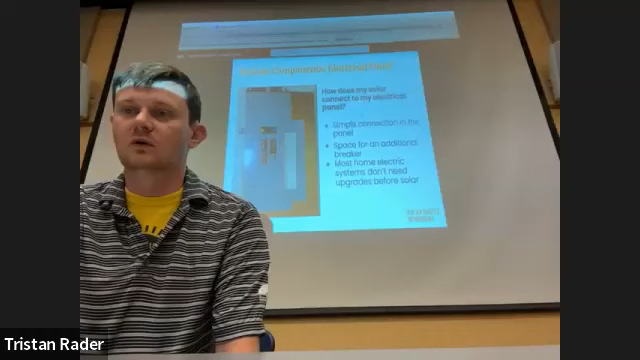 How does my solar
connect to my electrical
panel?
• Simple connection in the
panel
• Space for an additional
breaker
• Most home electric
systems don't need
upgrades before solar
Tristan Rader